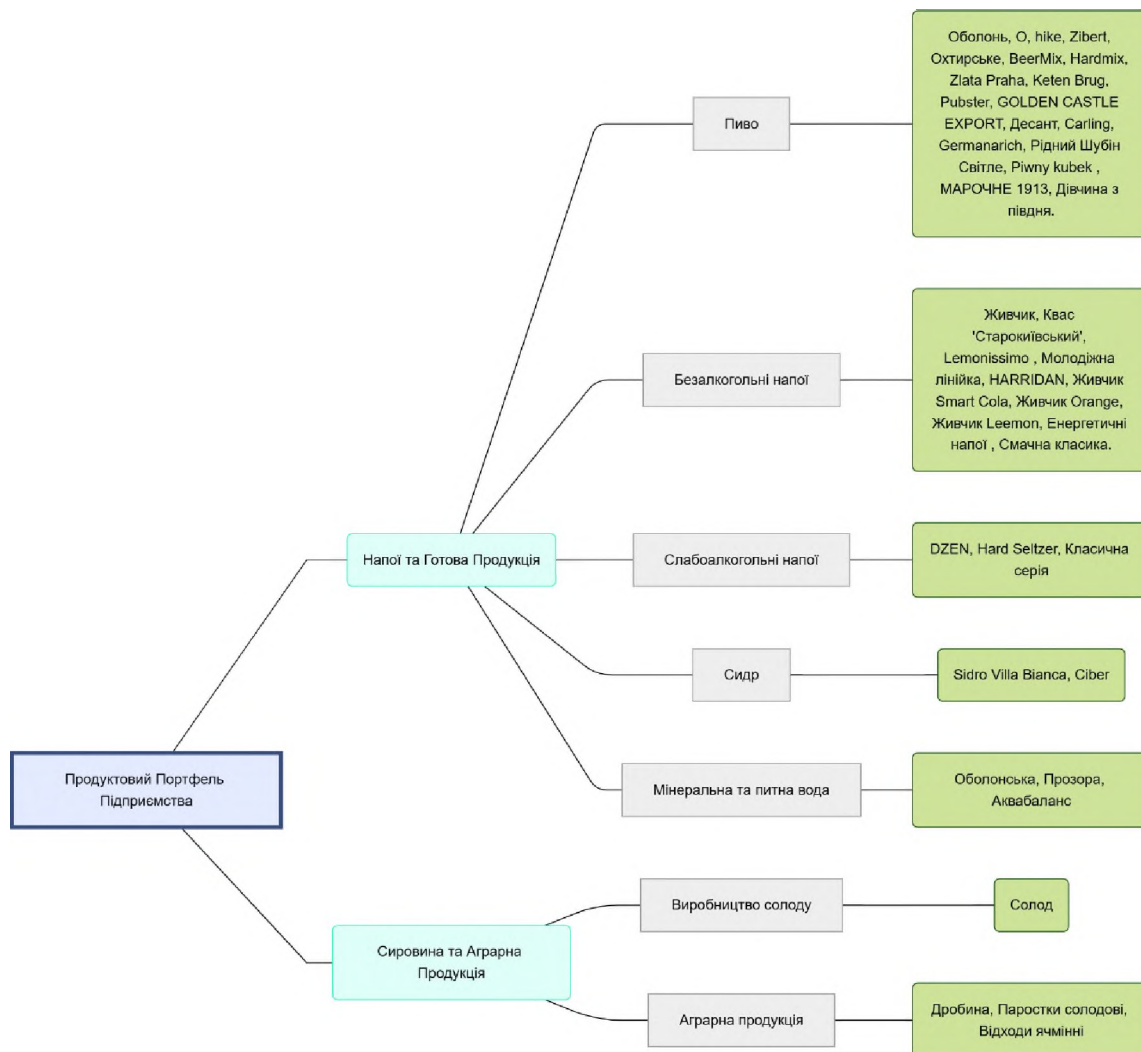 Оболонь, O, hike, Zibert,
Охтирське, BeerMix, Hardmix,
Zlata Praha, Keten Brug,
Pubster, GOLDEN CASTLE
EXPORT, Десант, Carling,
Germanarich, Рідний Шубін
Світле, Piwny kubek ,
МАРОЧНЕ 1913, Дівчина з
півдня.
Пиво
Живчик, Квас
'Старокиївський',
Lemonissimo , Молодіжна
лінійка, HARRIDAN, Живчик
Smart Cola, Живчик Orange,
Живчик Leemon, Енергетичні
напої , Смачна класика.
Безалкогольні напої
Напої та Готова Продукція
Слабоалкогольні напої
DZEN, Hard Seltzer, Класична
серія
Сидр
Sidro Villa Bianca, Ciber
Продуктовий Портфель
Підприємства
Мінеральна та питна вода
Оболонська, Прозора,
Аквабаланс
Виробництво солоду
Солод
Сировина та Аграрна
Продукція
Аграрна продукція
Дробина, Паростки солодові,
Відходи ячмінні